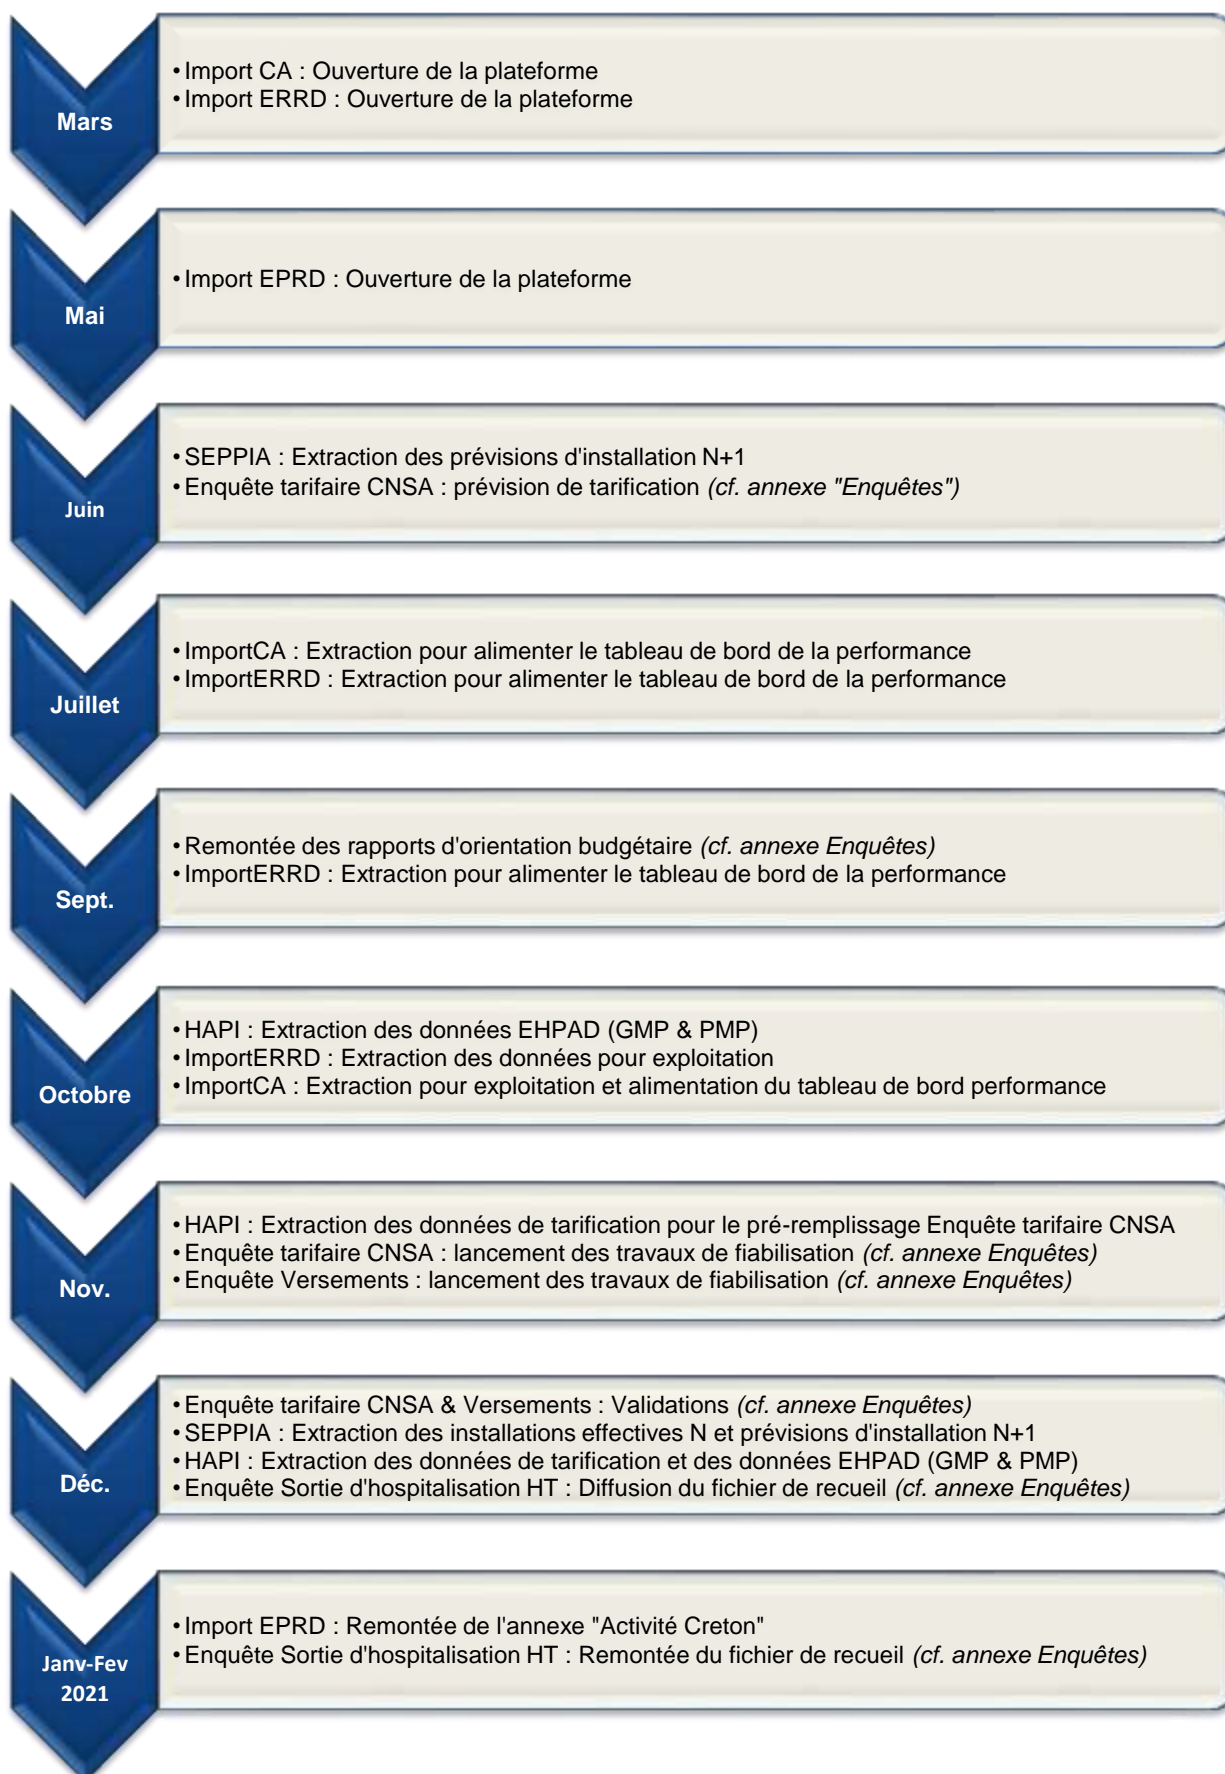 Mars
• Import CA : Ouverture de la plateforme
• Import ERRD : Ouverture de la plateforme
Mai
• Import EPRD : Ouverture de la plateforme
Juin
• SEPPIA : Extraction des prévisions d'installation N+1
• Enquête tarifaire CNSA : prévision de tarification (cf. annexe "Enquêtes")
Juillet
• ImportCA : Extraction pour alimenter le tableau de bord de la performance
• ImportERRD : Extraction pour alimenter le tableau de bord de la performance
Sept.
• Remontée des rapports d'orientation budgétaire (cf. annexe Enquêtes)
• ImportERRD : Extraction pour alimenter le tableau de bord de la performance
Octobre
• HAPI : Extraction des données EHPAD (GMP & PMP)
• ImportERRD : Extraction des données pour exploitation
• ImportCA : Extraction pour exploitation et alimentation du tableau de bord performance
Nov.
• HAPI : Extraction des données de tarification pour le pré-remplissage Enquête tarifaire CNSA
• Enquête tarifaire CNSA : lancement des travaux de fiabilisation (cf. annexe Enquêtes)
• Enquête Versements : lancement des travaux de fiabilisation (cf. annexe Enquêtes)
Déc.
• Enquête tarifaire CNSA & Versements : Validations (cf. annexe Enquêtes)
• SEPPIA : Extraction des installations effectives N et prévisions d'installation N+1
• HAPI : Extraction des données de tarification et des données EHPAD (GMP & PMP)
• Enquête Sortie d'hospitalisation HT : Diffusion du fichier de recueil (cf. annexe Enquêtes)
Janv-Fev
2021
• Import EPRD : Remontée de l'annexe "Activité Creton"
• Enquête Sortie d'hospitalisation HT : Remontée du fichier de recueil (cf. annexe Enquêtes)